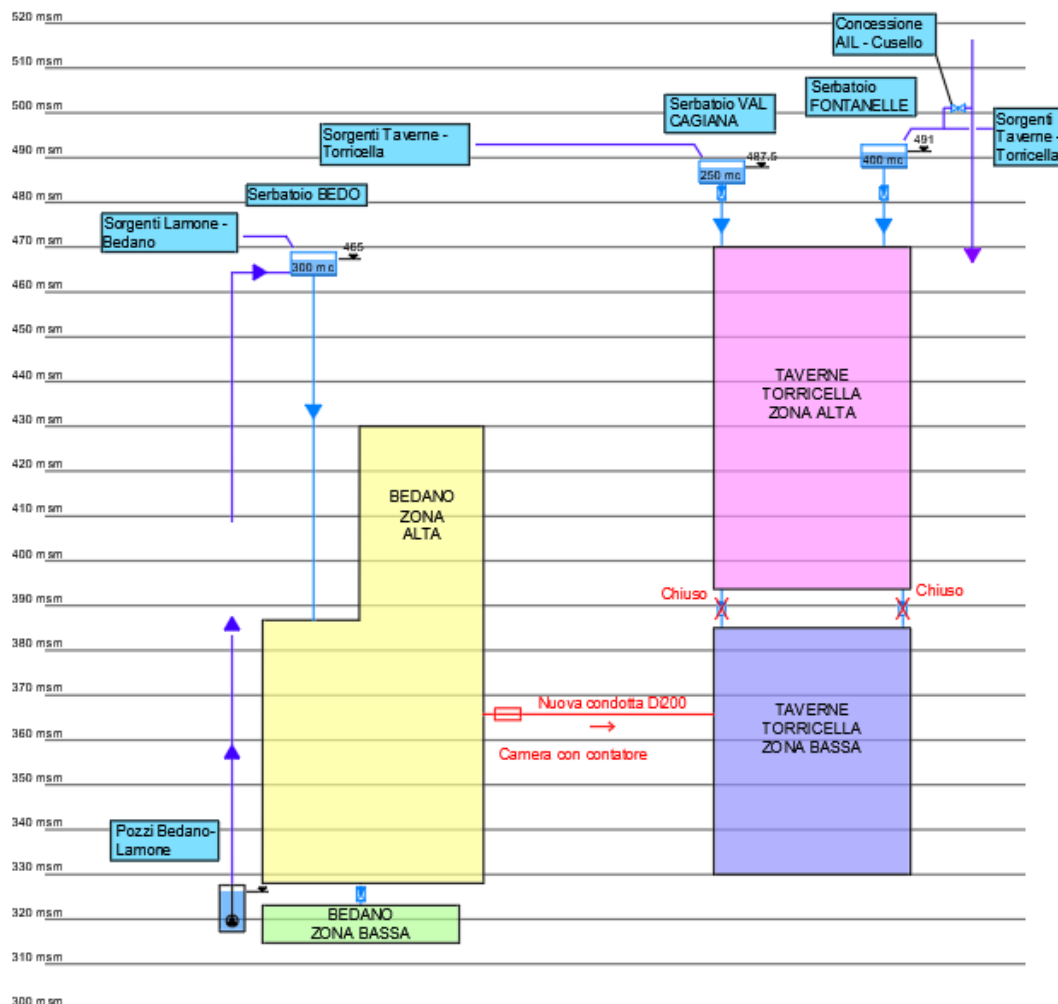 520 msm
510 msm
500 msm
490 msm
480 msm
470 msm
460 msm
450 msm
440 msm
430 msm
420 msm
410 msm
400 msm
390 msm
380 msm
370 msm
360 msm
350 msm
340 msm
330 msm
320 msm
310 msm
300 msm
Concessione
AIL - Cusello
Serbatoio VAL
CAGIANA
Serbatoio
FONTANELLE
Sorgenti
Taverne -
Torricella
Sorgenti Taverne -
Torricella
487.5
250 mc
491
400 mc
Serbatoio BEDO
Sorgenti Lamone -
Bedano
465
300 mc
U
U
TAVERNE
TORRICELLA
ZONA ALTA
BEDANO
ZONA
ALTA
Chiuso
Chiuso
Nuova condotta Di200
Camera con contatore
TAVERNE
TORRICELLA
ZONA BASSA
Pozzi Bedano-
Lamone
U
BEDANO
ZONA BASSA